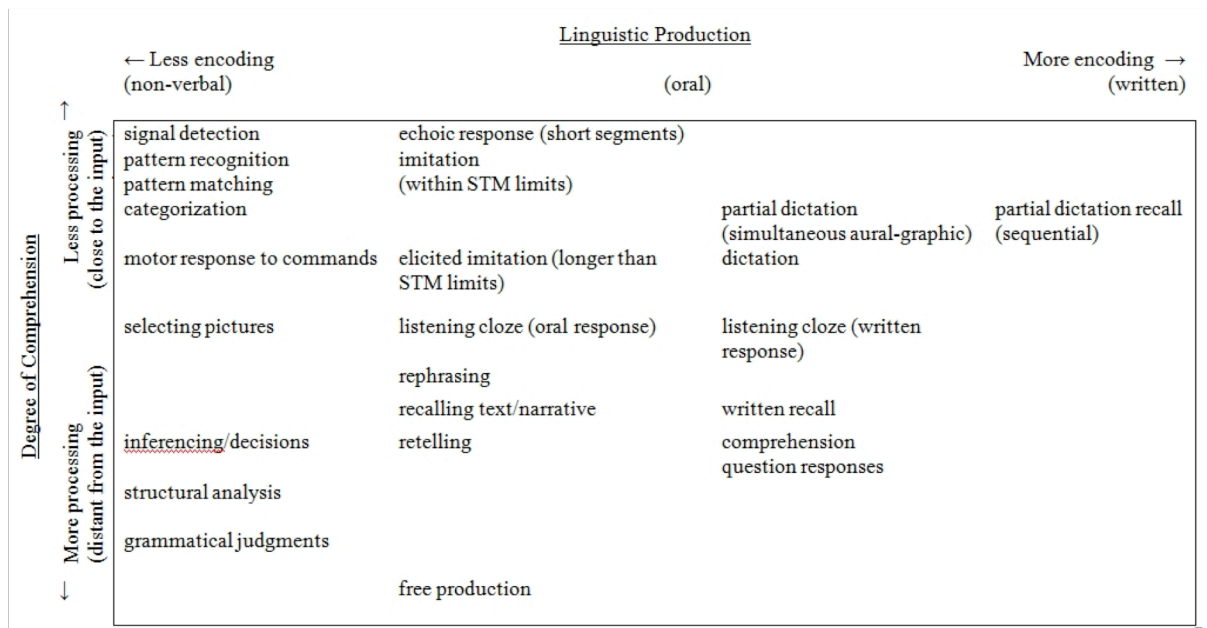 Linguistic Production
← Less encoding More encoding →
(non-verbal) (oral) (written)
Degree of Comprehension
← More processing Less processing →
(distant from the input) (close to the input)
signal detection echoic response (short segments)
pattern recognition imitation
pattern matching (within STM limits)
categorization partial dictation partial dictation recall
(simultaneous aural-graphic) (sequential)
motor response to commands elicited imitation (longer than dictation
STM limits)
selecting pictures listening cloze (oral response) listening cloze (written
response)
rephrasing
recalling text/narrative written recall
inferencing/decisions retelling comprehension
question responses
structural analysis
grammatical judgments
free production